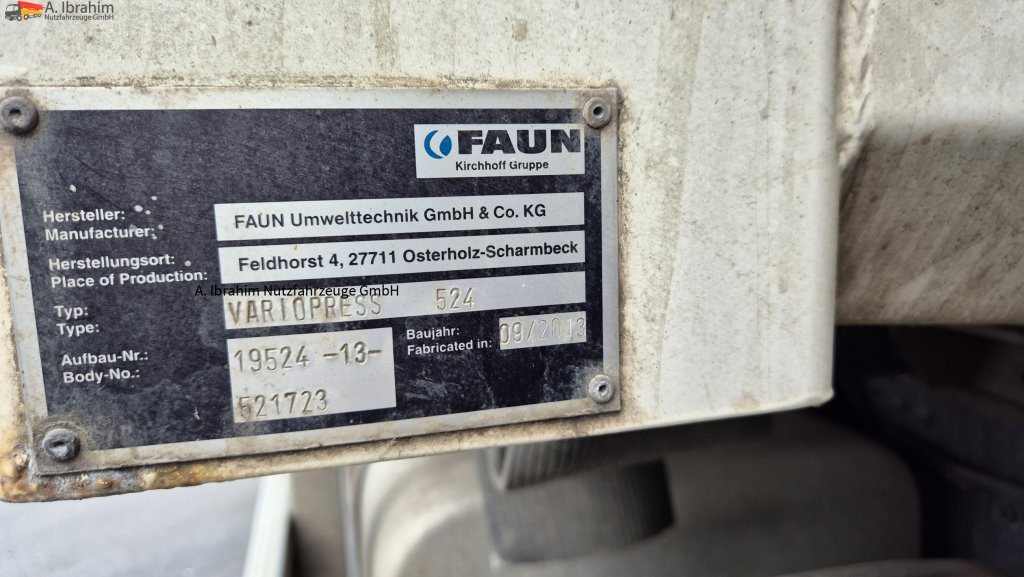 A. Ibrahim
Nutzfahrzeuge.GmbH
FAUN
Kirchhoff Gruppe
Hersteller:
Manufacturer:
FAUN Umwelttechnik GmbH & Co. KG
Herstellungsort:
Place of Production:
Feldhorst 4, 27711 Osterholz-Scharmbeck
A. Ibrahim Nutzfahrzeuge GmbH
Typ:
Type:
VARIOPRESS 524
Aufbau-Nr.:
Body-No.:
19524 -13-
521723
Baujahr:
Fabricated in:
09/2013